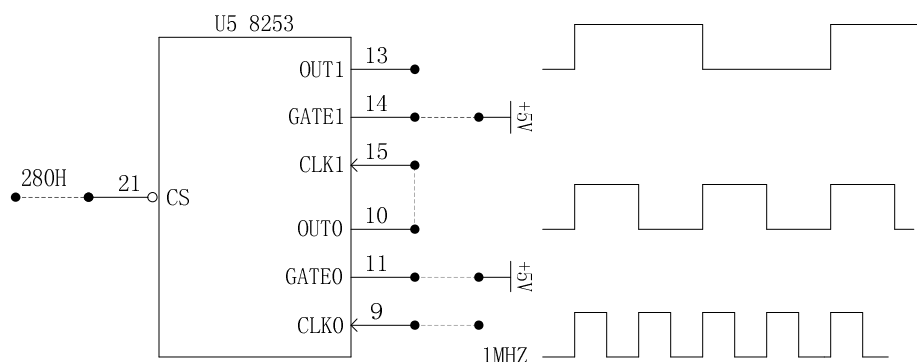 U5 8253
OUT1 13
GATE1 14 +5V
CLK1 15
280H 21 CS
OUT0 10
GATE0 11 +5V
CLK0 9
1MHZ